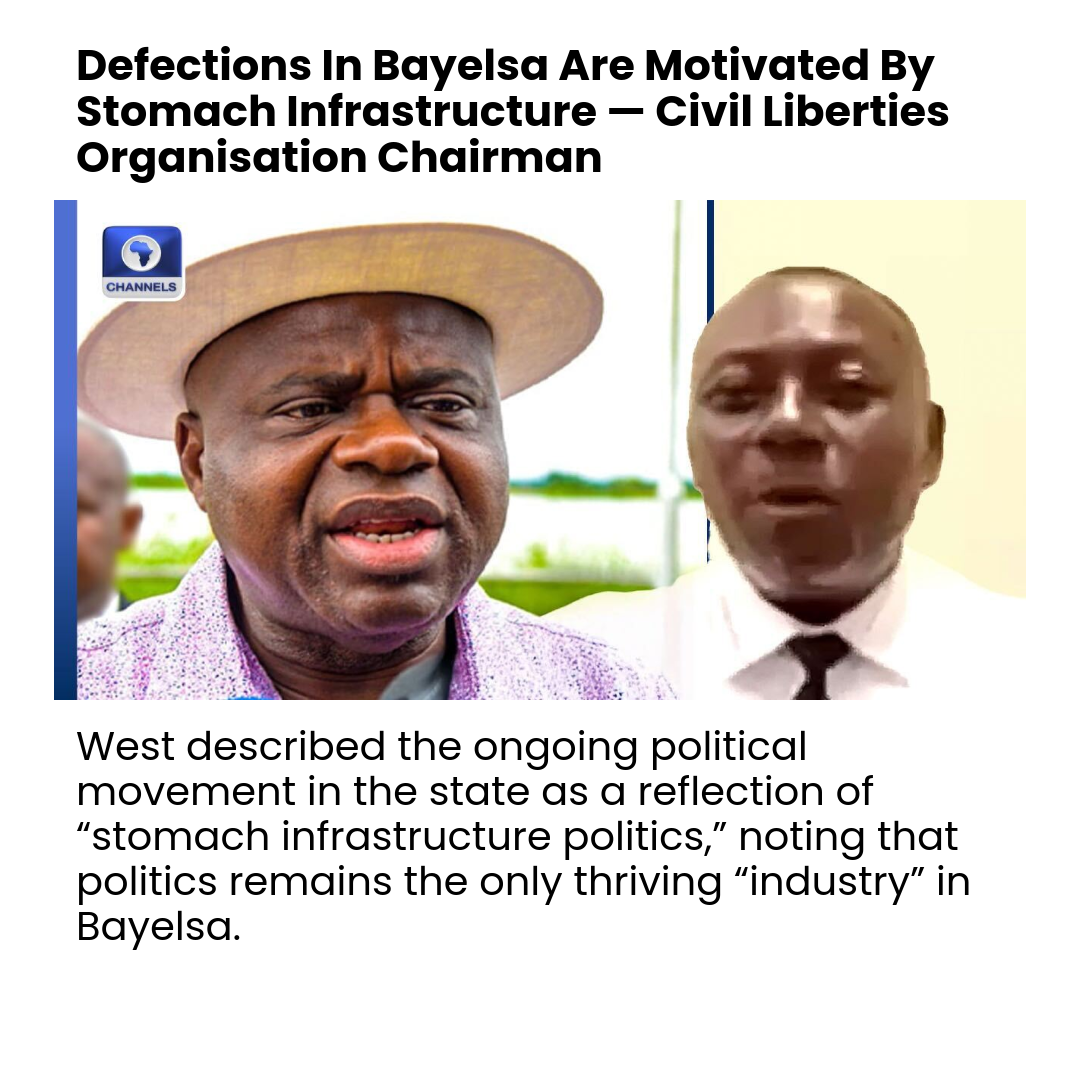 Defections In Bayelsa Are Motivated By
Stomach Infrastructure — Civil Liberties
Organisation Chairman
CHANNELS
West described the ongoing political
movement in the state as a reflection of
“stomach infrastructure politics,” noting that
politics remains the only thriving “industry” in
Bayelsa.